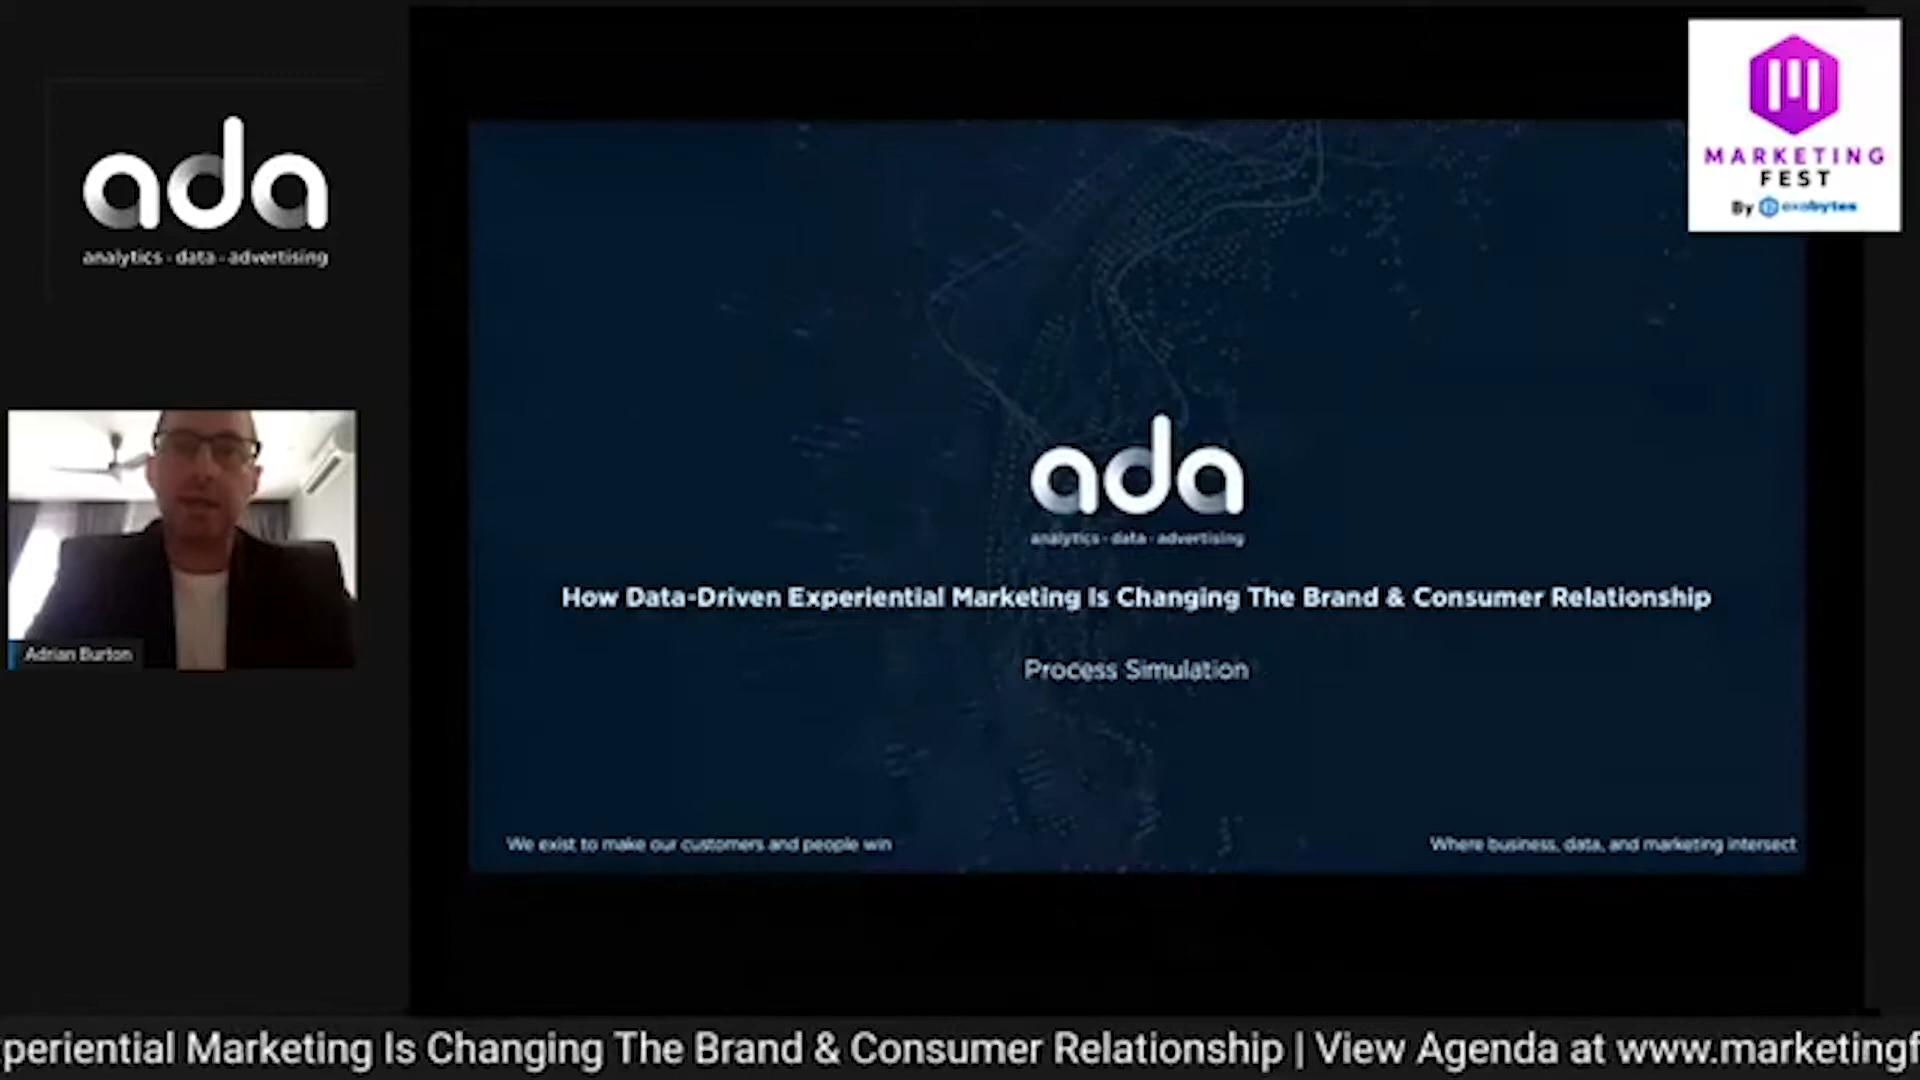 ada
analytics · data · advertising
MARKETING
FEST
By exabytes
ada
analytics · data · advertising
How Data-Driven Experiential Marketing Is Changing The Brand & Consumer Relationship
Process Simulation
Adrian Burton
We exist to make our customers and people win
Where business, data, and marketing intersect
periential Marketing Is Changing The Brand & Consumer Relationship | View Agenda at www.marketingf